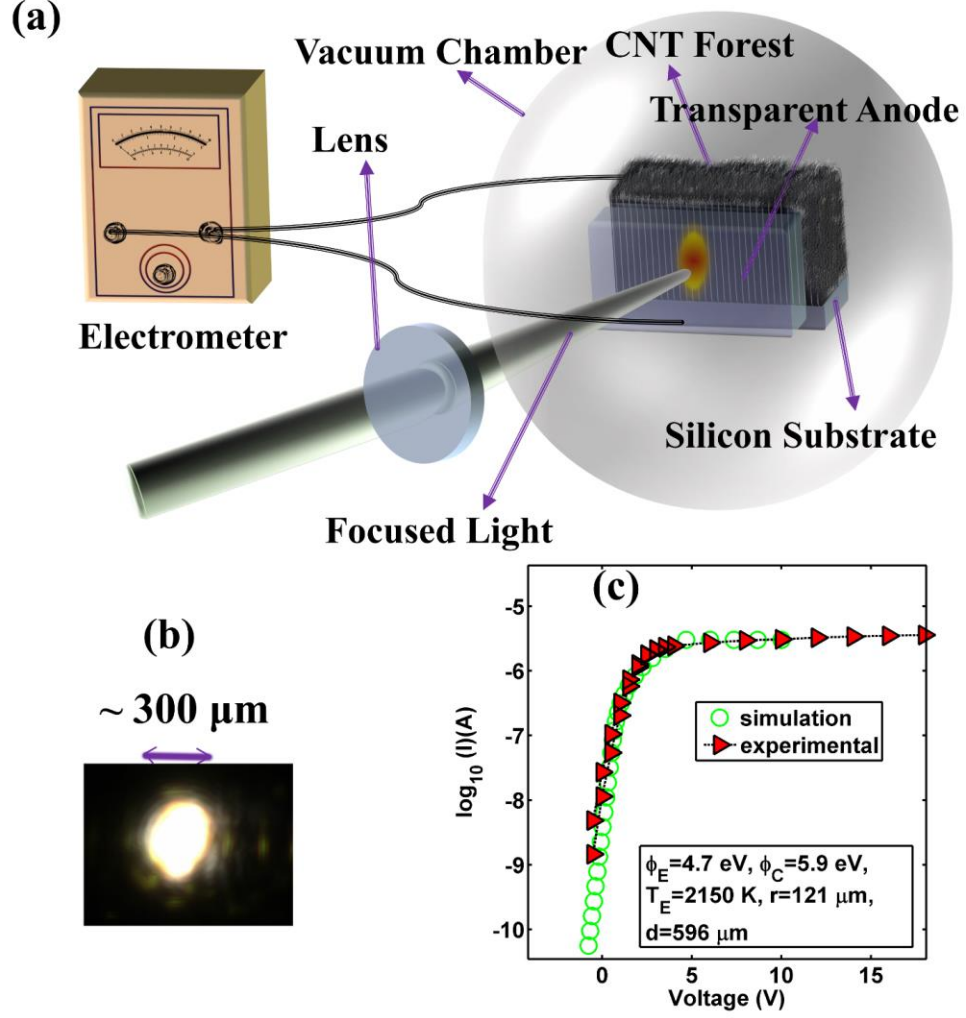 (a)
Vacuum Chamber
CNT Forest
Transparent Anode
Lens
Electrometer
Silicon Substrate
Focused Light
(b)
~ 300 μm
(c)
-5
-6
-7
-8
-9
-10
log10 (I)(A)
simulation
experimental
ϕE=4.7 eV, ϕC=5.9 eV,
TE=2150 K, r=121 μm,
d=596 μm
0 5 10 15
Voltage (V)